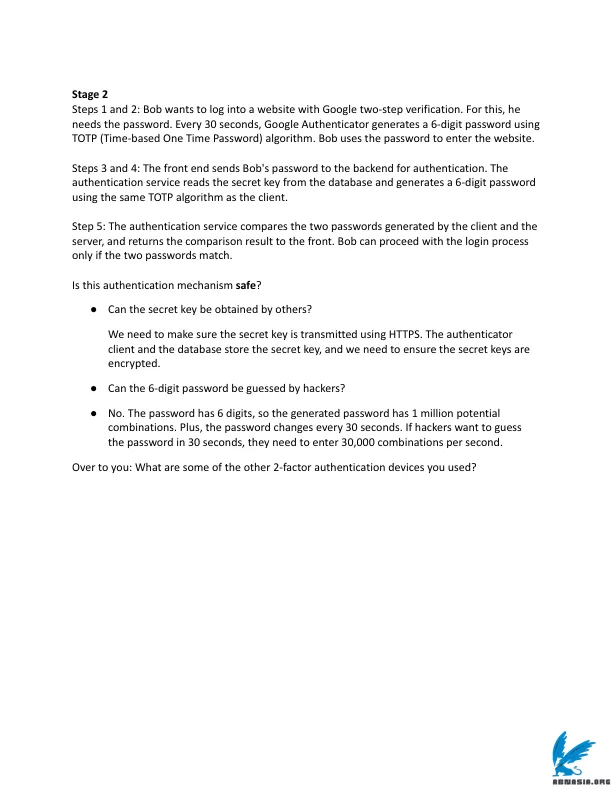 Stage 2
Steps 1 and 2: Bob wants to log into a website with Google two-step verification. For this, he
needs the password. Every 30 seconds, Google Authenticator generates a 6-digit password using
TOTP (Time-based One Time Password) algorithm. Bob uses the password to enter the website.
Steps 3 and 4: The front end sends Bob's password to the backend for authentication. The
authentication service reads the secret key from the database and generates a 6-digit password
using the same TOTP algorithm as the client.
Step 5: The authentication service compares the two passwords generated by the client and the
server, and returns the comparison result to the front. Bob can proceed with the login process
only if the two passwords match.
Is this authentication mechanism safe?
● Can the secret key be obtained by others?
We need to make sure the secret key is transmitted using HTTPS. The authenticator
client and the database store the secret key, and we need to ensure the secret keys are
encrypted.
● Can the 6-digit password be guessed by hackers?
● No. The password has 6 digits, so the generated password has 1 million potential
combinations. Plus, the password changes every 30 seconds. If hackers want to guess
the password in 30 seconds, they need to enter 30,000 combinations per second.
Over to you: What are some of the other 2-factor authentication devices you used?
ABNASIA.ORG